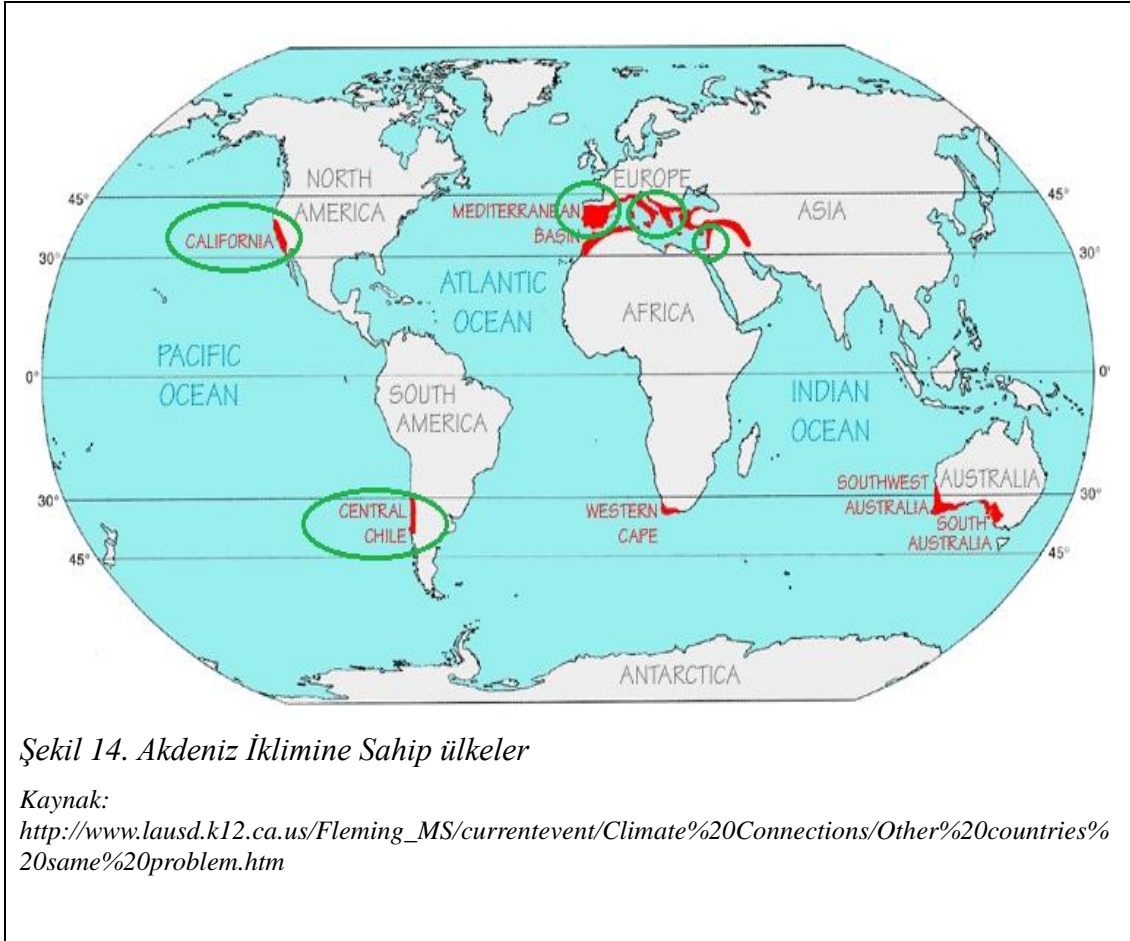 NORTH
AMERICA
EUROPE
ASIA
45°
45°
MEDITERRANEAN
BASIN
CALIFORNIA
30°
30°
ATLANTIC
OCEAN
AFRICA
PACIFIC
OCEAN
0°
0°
SOUTH
AMERICA
INDIAN
OCEAN
30°
30°
CENTRAL
CHILE
WESTERN
CAPE
SOUTHWEST
AUSTRALIA
AUSTRALIA
SOUTH
AUSTRALIA
45°
45°
ANTARCTICA
Şekil 14. Akdeniz İklimine Sahip ülkeler
Kaynak:
http://www.lausd.k12.ca.us/Fleming_MS/currentevent/Climate%20Connections/Other%20countries%
20same%20problem.htm